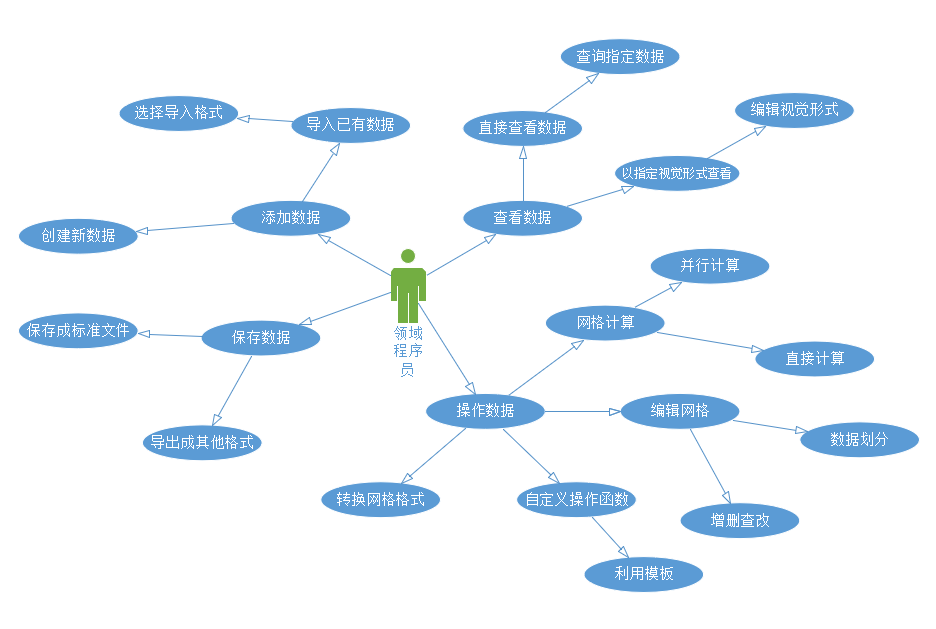 查询指定数据
选择导入格式
导入已有数据
直接查看数据
编辑视觉形式
以指定视觉形式查看
创建新数据
添加数据
查看数据
并行计算
保存成标准文件
保存数据
领域
程序
员
网格计算
直接计算
操作数据
编辑网格
数据划分
导出成其他格式
转换网格格式
自定义操作函数
增删查改
利用模板